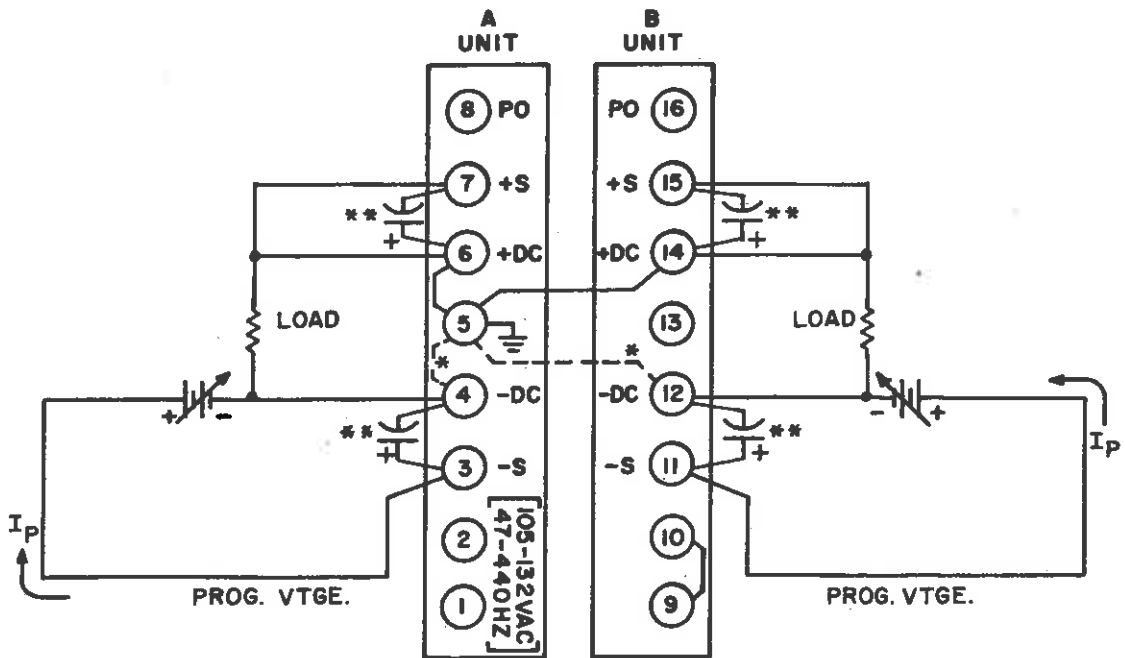 A
UNIT
B
UNIT
8 PO
PO 16
7 +S
+S 15
**
+
**
+
6 +DC
+DC 14
LOAD
5
13
LOAD
*
*
+ -
4 -DC
-DC 12
- +
**
+
**
+
3 -S
-S 11
IP
IP
2
10
1
9
105-132VAC
47-440HZ
PROG. VTGE.
PROG. VTGE.